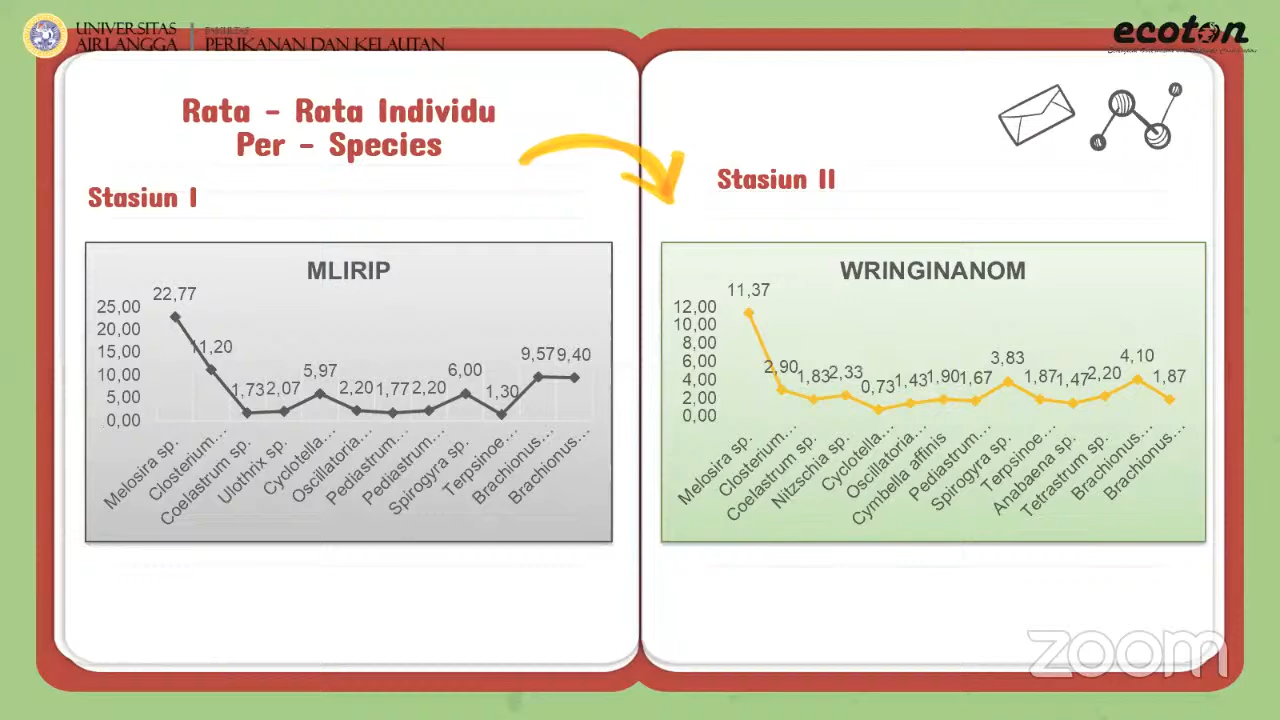 UNIVERSITAS
AIRLANGGA
PERIKANAN DAN KELAUTAN
ecoton
Rata - Rata Individu
Per - Species
Stasiun I
MLIRIP
25,00
20,00
15,00
10,00
5,00
0,00
22,77
11,20
1,73
2,07
5,97
2,20
1,77
2,20
6,00
1,30
9,57
9,40
Melosira sp.
Closterium...
Coelastrum sp.
Ulothrix sp.
Cyclotella...
Oscillatoria...
Pediastrum...
Pediastrum...
Spirogyra sp.
Terpsinoe...
Brachionus...
Brachionus...
Stasiun II
WRINGINANOM
12,00
10,00
8,00
6,00
4,00
2,00
0,00
11,37
2,90
1,83
2,33
0,73
1,43
1,90
1,67
3,83
1,87
1,47
2,20
4,10
1,87
Melosira sp.
Closterium...
Coelastrum sp.
Nitzschia sp.
Cyclotella...
Oscillatoria...
Cymbella affinis
Pediastrum...
Spirogyra sp.
Terpsinoe...
Anabaena sp.
Tetrastrum sp.
Brachionus...
Brachionus...
zoom